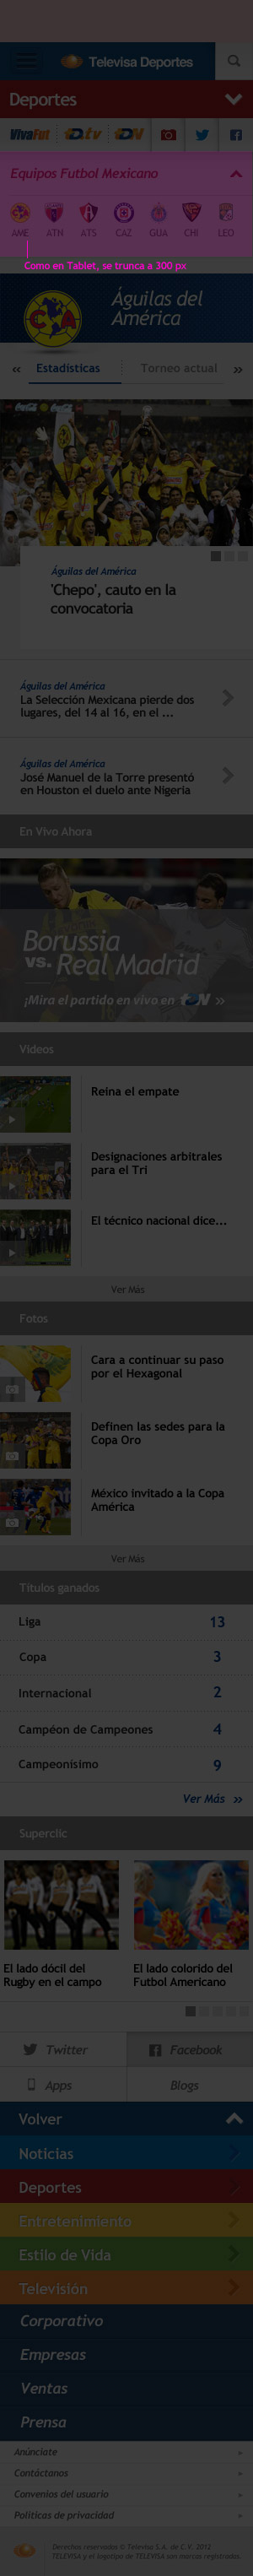 Televisa Deportes
Deportes
VivaFut TDtv TDN
Equipos Futbol Mexicano
AME ATN ATS CAZ GUA CHI LEO
Como en Tablet, se trunca a 300 px
Águilas del
América
« Estadísticas Torneo actual »
Águilas del América
'Chepo', cauto en la
convocatoria
Águilas del América
La Selección Mexicana pierde dos
lugares, del 14 al 16, en el ...
Águilas del América
José Manuel de la Torre presentó
en Houston el duelo ante Nigeria
En Vivo Ahora
Borussia
vs. Real Madrid
¡Mira el partido en vivo en tdn »
Videos
Reina el empate
Designaciones arbitrales
para el Tri
El técnico nacional dice...
Ver Más
Fotos
Cara a continuar su paso
por el Hexagonal
Definen las sedes para la
Copa Oro
México invitado a la Copa
América
Ver Más
Títulos ganados
Liga 13
Copa 3
Internacional 2
Campéon de Campeones 4
Campeonísimo 9
Ver Más »
Superclic
El lado dócil del
Rugby en el campo
El lado colorido del
Futbol Americano
Twitter Facebook
Apps Blogs
Volver
Noticias
Deportes
Entretenimiento
Estilo de Vida
Televisión
Corporativo
Empresas
Ventas
Prensa
Anúnciate »
Contáctanos »
Convenios del usuario »
Políticas de privacidad »
Derechos reservados © Televisa S.A. de C.V. 2012
TELEVISA y el logotipo de TELEVISA son marcas registradas